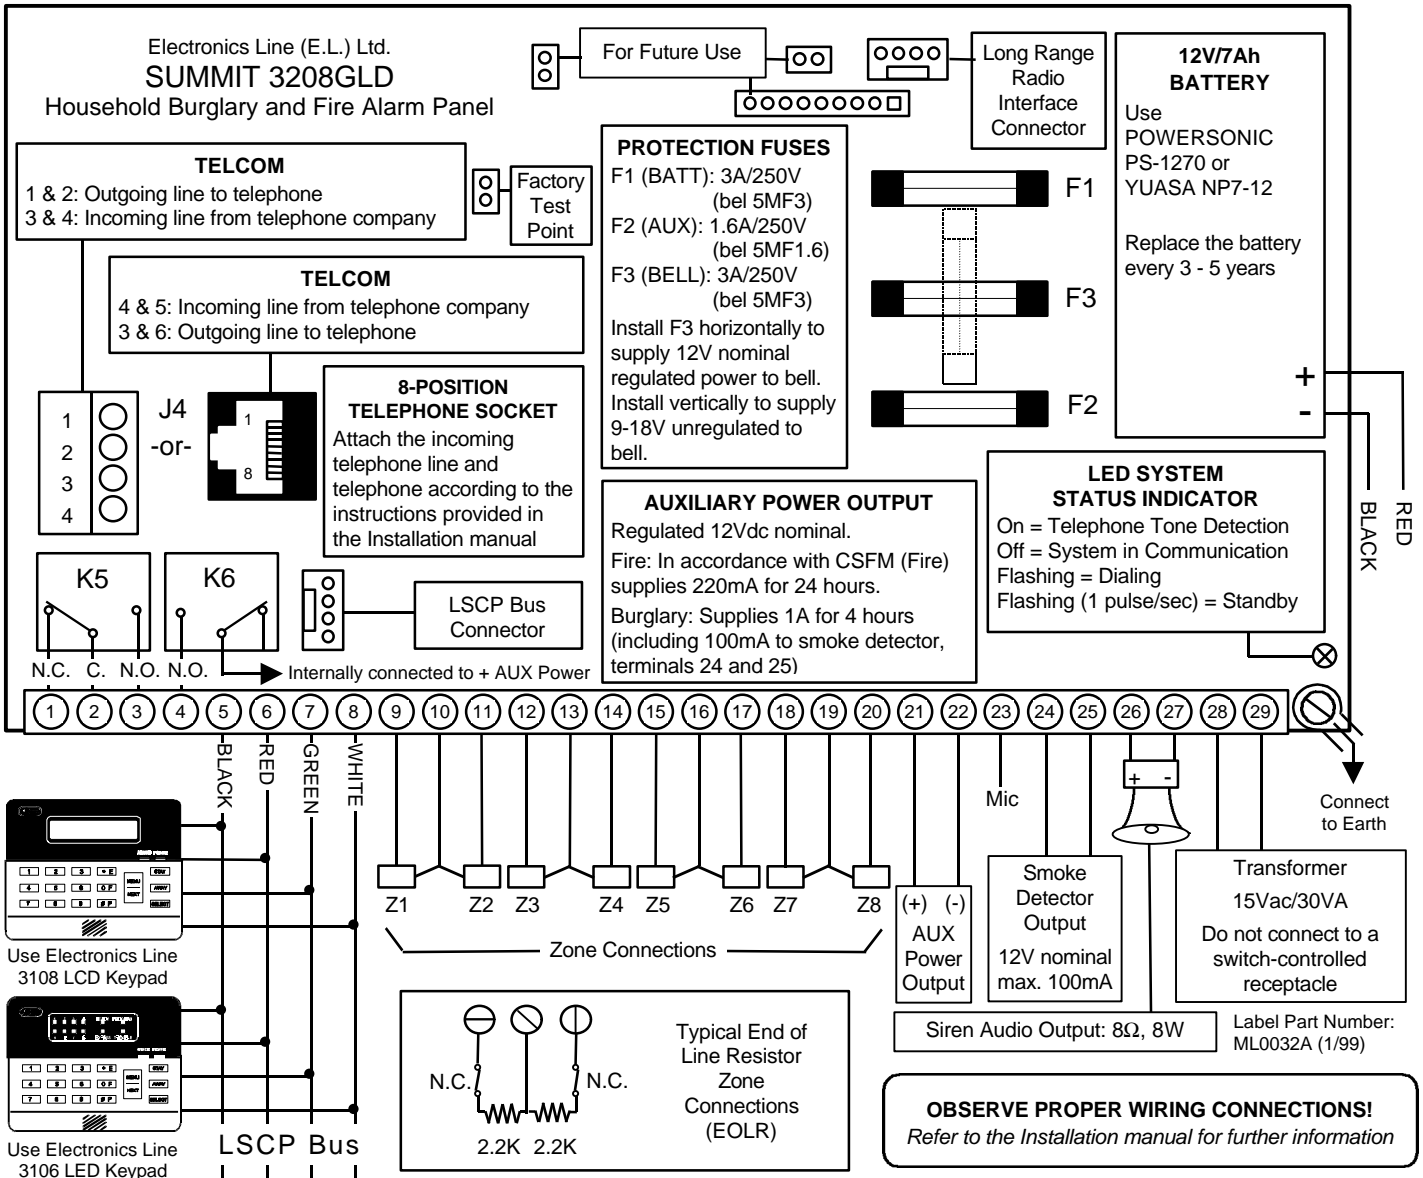 Electronics Line (E.L.) Ltd.
SUMMIT 3208GLD
Household Burglary and Fire Alarm Panel
For Future Use
Long Range
Radio
Interface
Connector
12V/7Ah
BATTERY
Use
POWERSONIC
PS-1270 or
YUASA NP7-12
Replace the battery
every 3 - 5 years
+
-
RED
BLACK
TELCOM
1 & 2: Outgoing line to telephone
3 & 4: Incoming line from telephone company
Factory
Test
Point
PROTECTION FUSES
F1 (BATT): 3A/250V
(bel 5MF3)
F2 (AUX): 1.6A/250V
(bel 5MF1.6)
F3 (BELL): 3A/250V
(bel 5MF3)
Install F3 horizontally to
supply 12V nominal
regulated power to bell.
Install vertically to supply
9-18V unregulated to
bell.
F1
F3
F2
TELCOM
4 & 5: Incoming line from telephone company
3 & 6: Outgoing line to telephone
1
2
3
4
J4
-or-
1
8
8-POSITION
TELEPHONE SOCKET
Attach the incoming
telephone line and
telephone according to the
instructions provided in
the Installation manual
AUXILIARY POWER OUTPUT
Regulated 12Vdc nominal.
Fire: In accordance with CSFM (Fire)
supplies 220mA for 24 hours.
Burglary: Supplies 1A for 4 hours
(including 100mA to smoke detector,
terminals 24 and 25)
LED SYSTEM
STATUS INDICATOR
On = Telephone Tone Detection
Off = System in Communication
Flashing = Dialing
Flashing (1 pulse/sec) = Standby
K5
K6
LSCP Bus
Connector
N.C. C. N.O. N.O.
Internally connected to + AUX Power
1 2 3 4 5 6 7 8 9 10 11 12 13 14 15 16 17 18 19 20 21 22 23 24 25 26 27 28 29
BLACK
RED
GREEN
WHITE
Mic
+ -
Connect
to Earth
Z1 Z2 Z3 Z4 Z5 Z6 Z7 Z8
Zone Connections
(+) (-)
AUX
Power
Output
Smoke
Detector
Output
12V nominal
max. 100mA
Transformer
15Vac/30VA
Do not connect to a
switch-controlled
receptacle
1 2 3
MENU
NEXT
STAY
AWAY
SELECT
Use Electronics Line
3108 LCD Keypad
Use Electronics Line
3106 LED Keypad
LSCP Bus
N.C.
N.C.
2.2K 2.2K
Typical End of
Line Resistor
Zone
Connections
(EOLR)
Siren Audio Output: 8Ω, 8W
Label Part Number:
ML0032A (1/99)
OBSERVE PROPER WIRING CONNECTIONS!
Refer to the Installation manual for further information